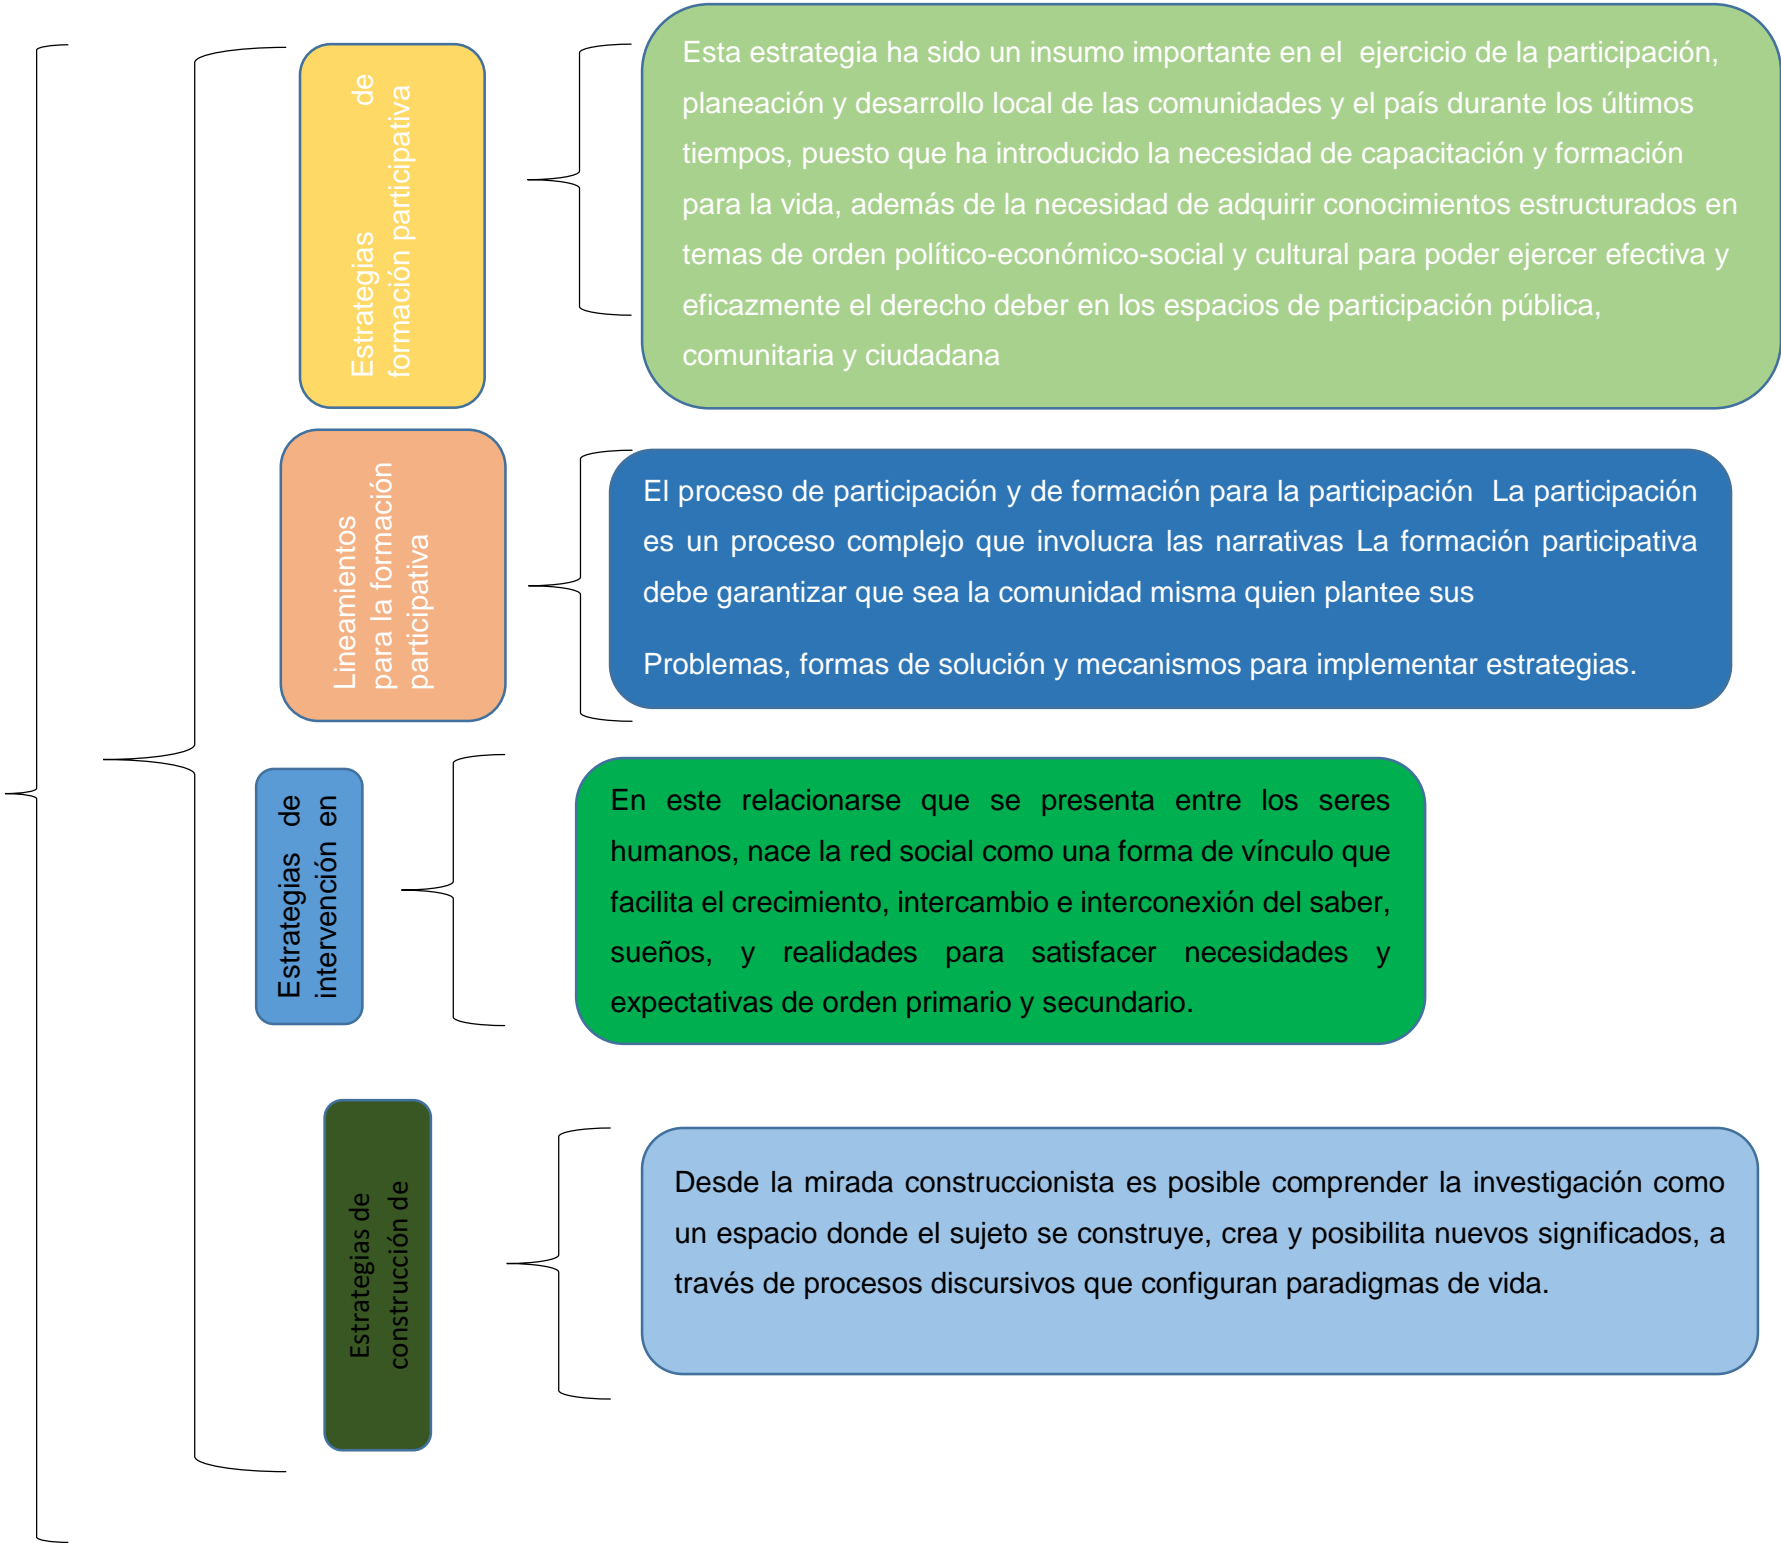 Estrategias de
formación participativa
Esta estrategia ha sido un insumo importante en el ejercicio de la participación,
planeación y desarrollo local de las comunidades y el país durante los últimos
tiempos, puesto que ha introducido la necesidad de capacitación y formación
para la vida, además de la necesidad de adquirir conocimientos estructurados en
temas de orden político-económico-social y cultural para poder ejercer efectiva y
eficazmente el derecho deber en los espacios de participación pública,
comunitaria y ciudadana
Lineamientos
para la formación
participativa
El proceso de participación y de formación para la participación La participación
es un proceso complejo que involucra las narrativas La formación participativa
debe garantizar que sea la comunidad misma quien plantee sus
Problemas, formas de solución y mecanismos para implementar estrategias.
Estrategias de
intervención en
En este relacionarse que se presenta entre los seres
humanos, nace la red social como una forma de vínculo que
facilita el crecimiento, intercambio e interconexión del saber,
sueños, y realidades para satisfacer necesidades y
expectativas de orden primario y secundario.
Estrategias de
construcción de
Desde la mirada construccionista es posible comprender la investigación como
un espacio donde el sujeto se construye, crea y posibilita nuevos significados, a
través de procesos discursivos que configuran paradigmas de vida.